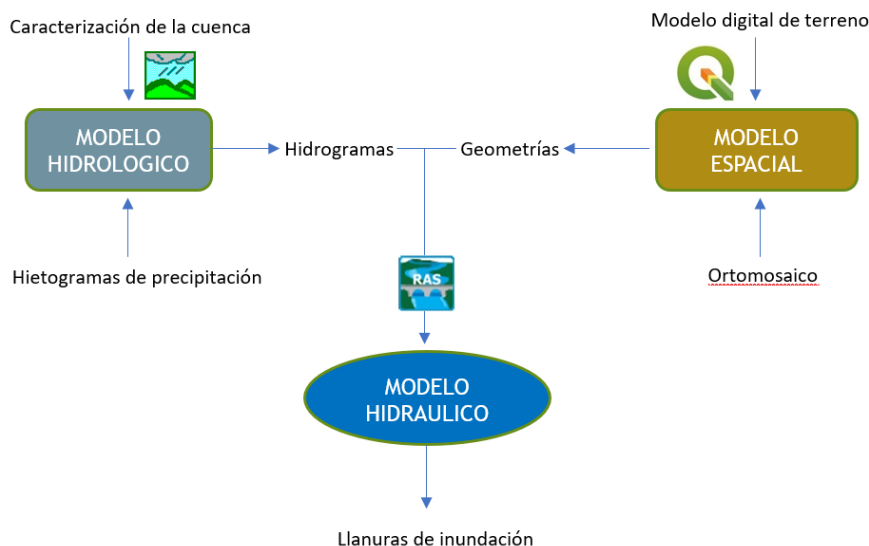 Caracterización de la cuenca
Modelo digital de terreno
MODELO
HIDROLOGICO
Hidrogramas
Geometrías
MODELO
ESPACIAL
Hietogramas de precipitación
Ortomosaico
RAS
MODELO
HIDRAULICO
Llanuras de inundación